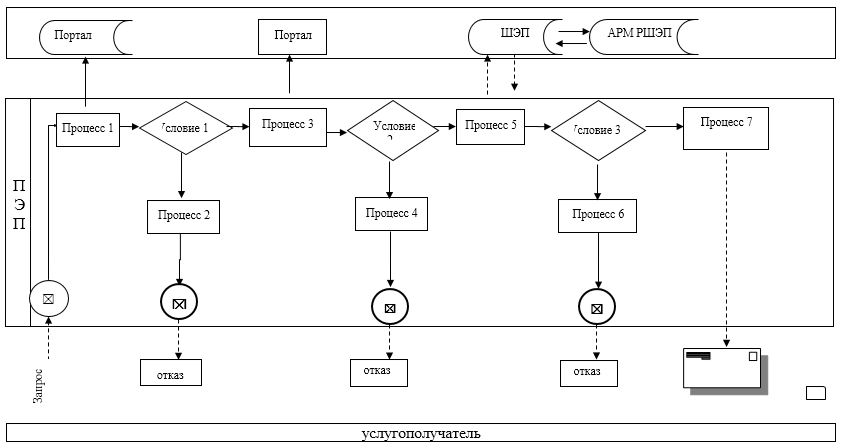 Портал
Портал
ШЭП
АРМ РШЭП
ПЭП
Процесс 1
Условие 1
Процесс 3
Условие
Процесс 5
Условие 3
Процесс 7
Процесс 2
Процесс 4
Процесс 6
Запрос
отказ
отказ
отказ
услугополучатель